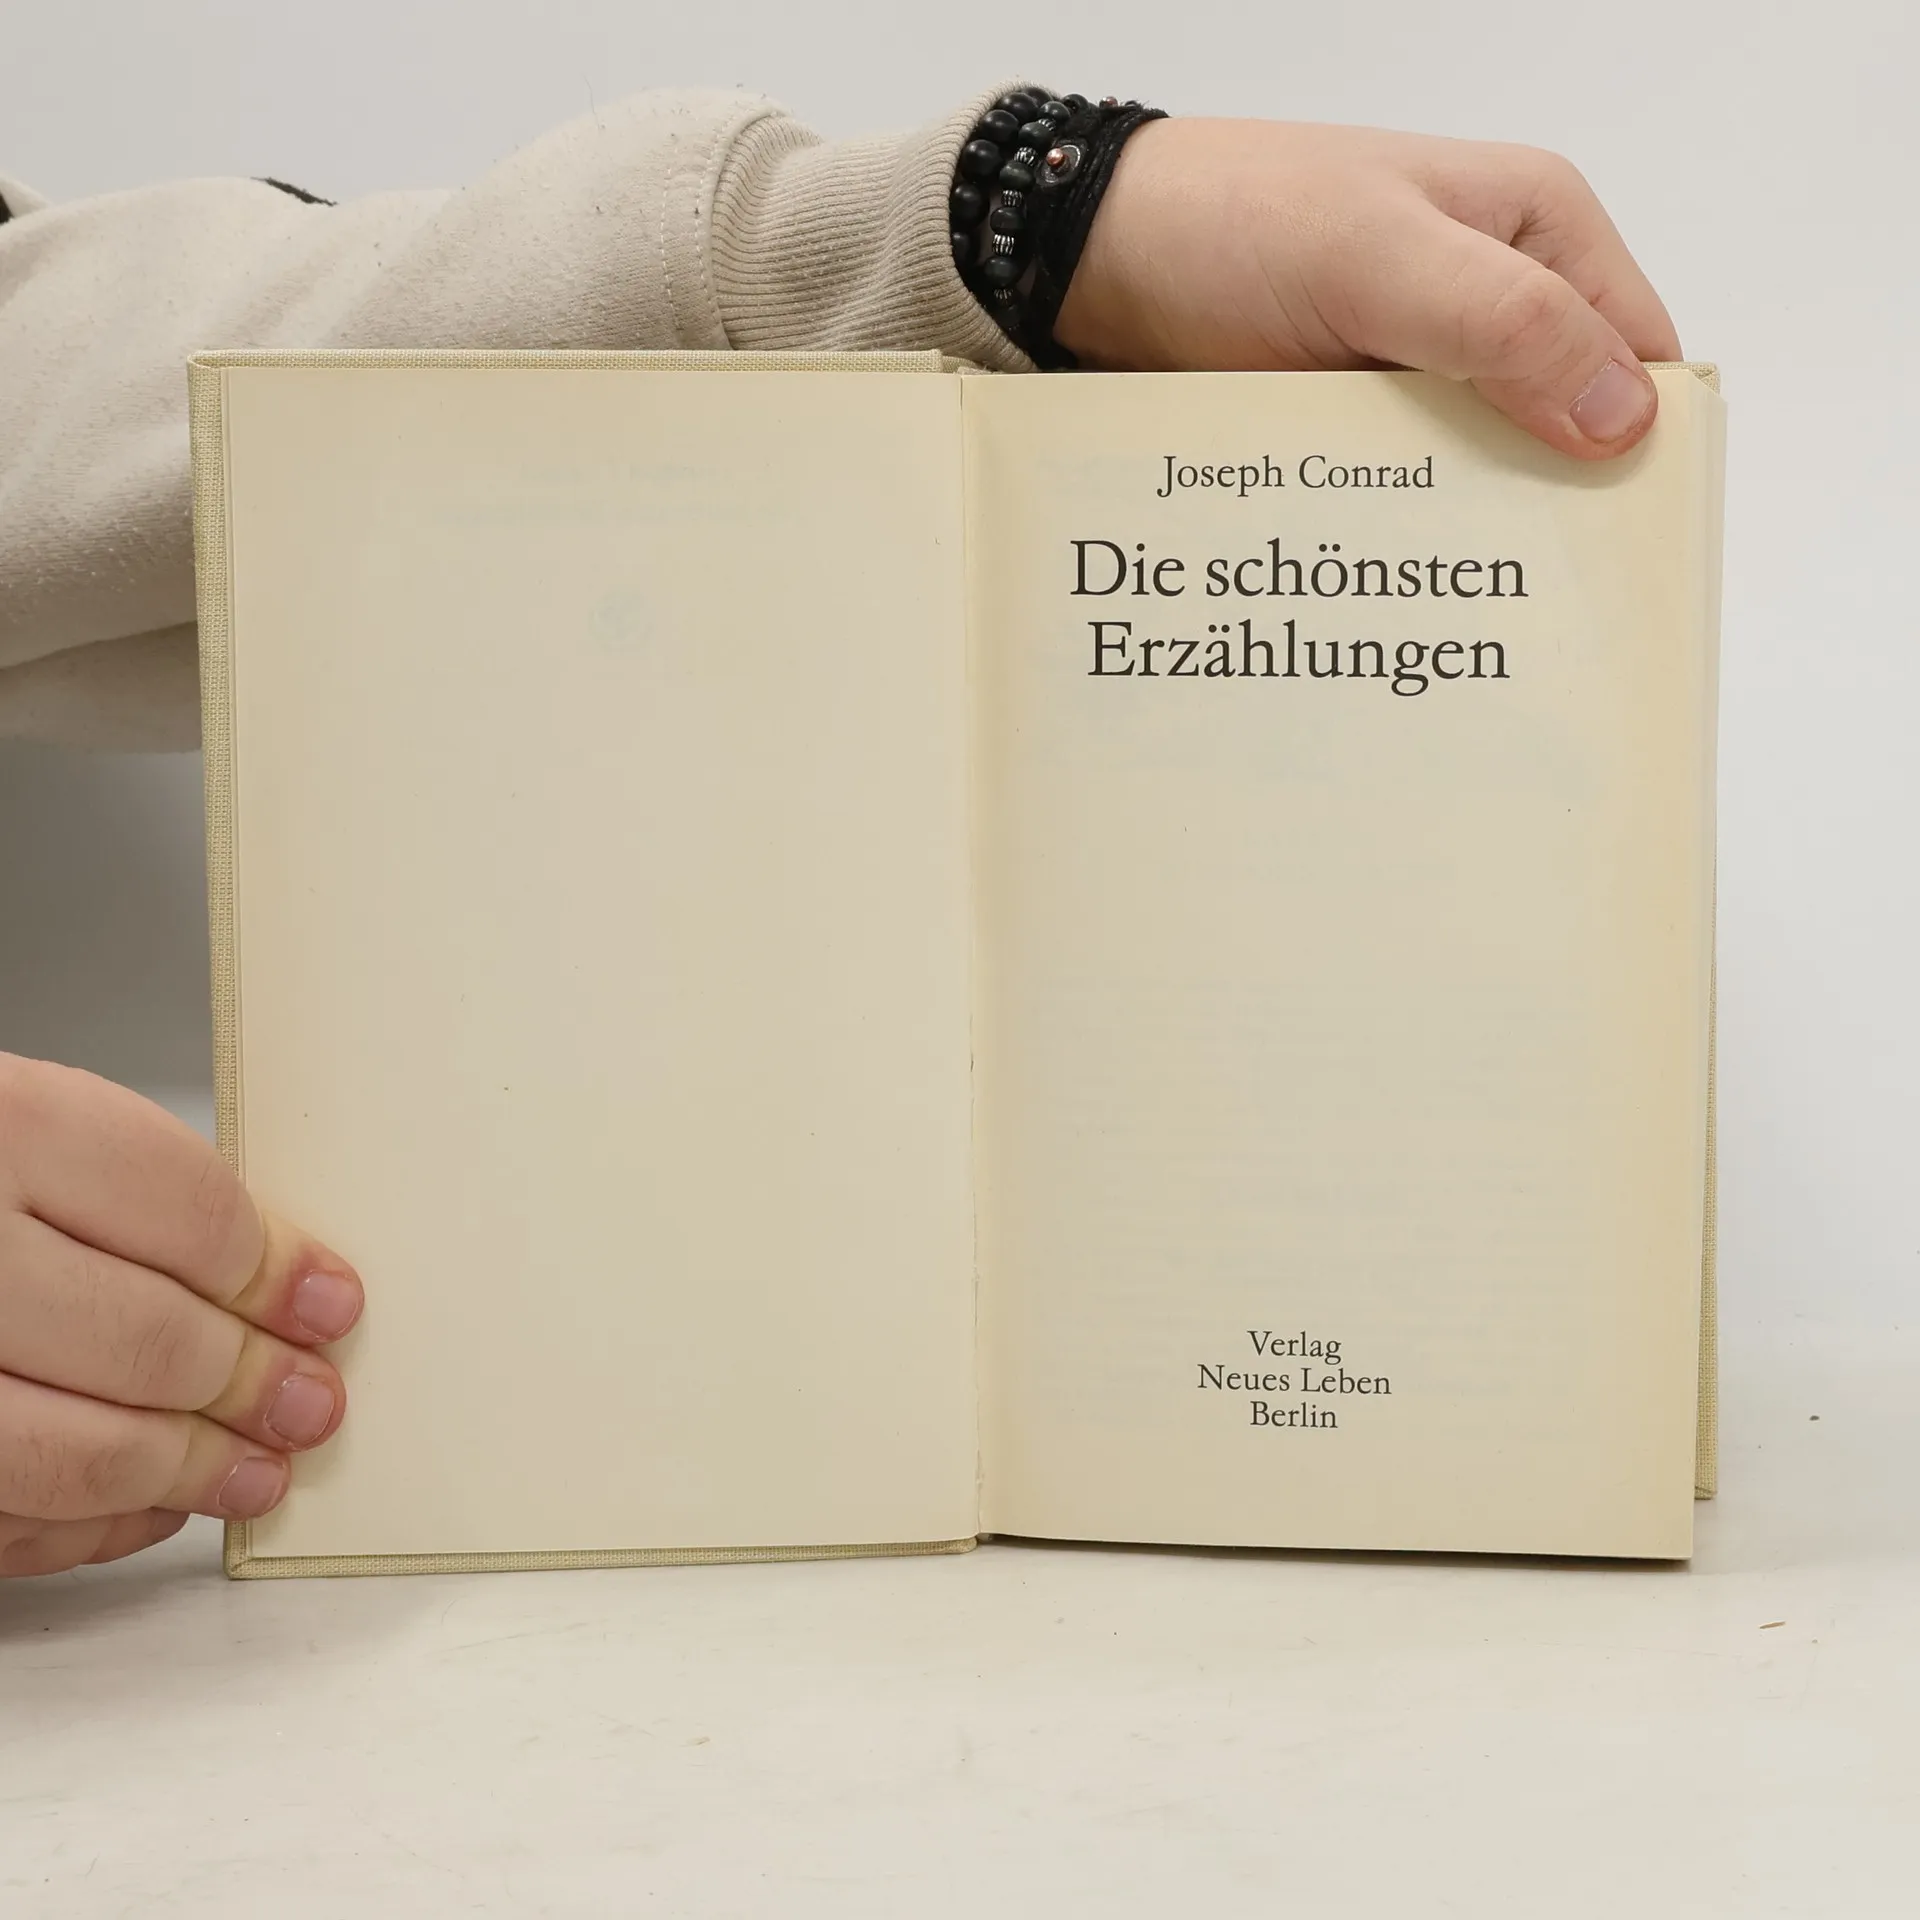 Joseph Conrad
Die schönsten
Erzählungen
Verlag
Neues Leben
Berlin